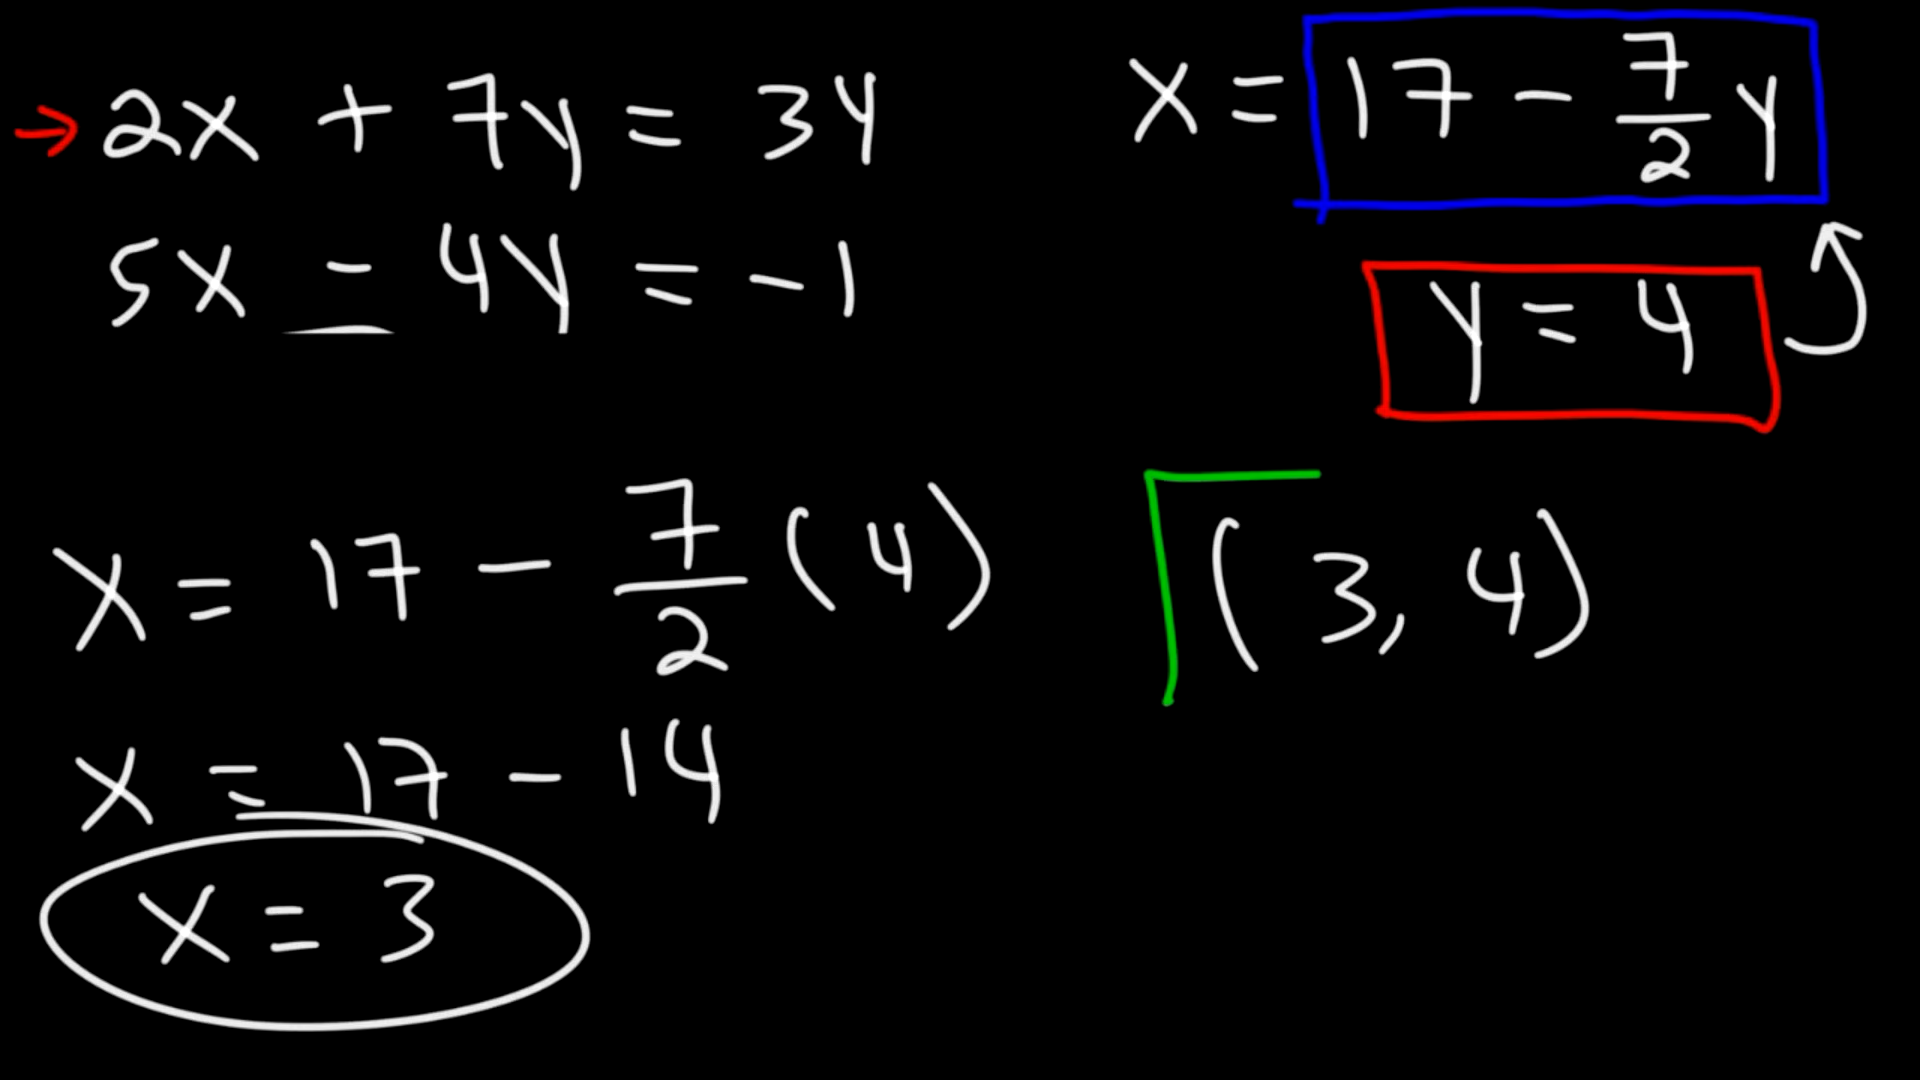 2x + 7y = 34
5x - 4y = -1
x = 17 - 7/2 y
y = 4
x = 17 - 7/2 (4)
x = 17 - 14
x = 3
(3, 4)